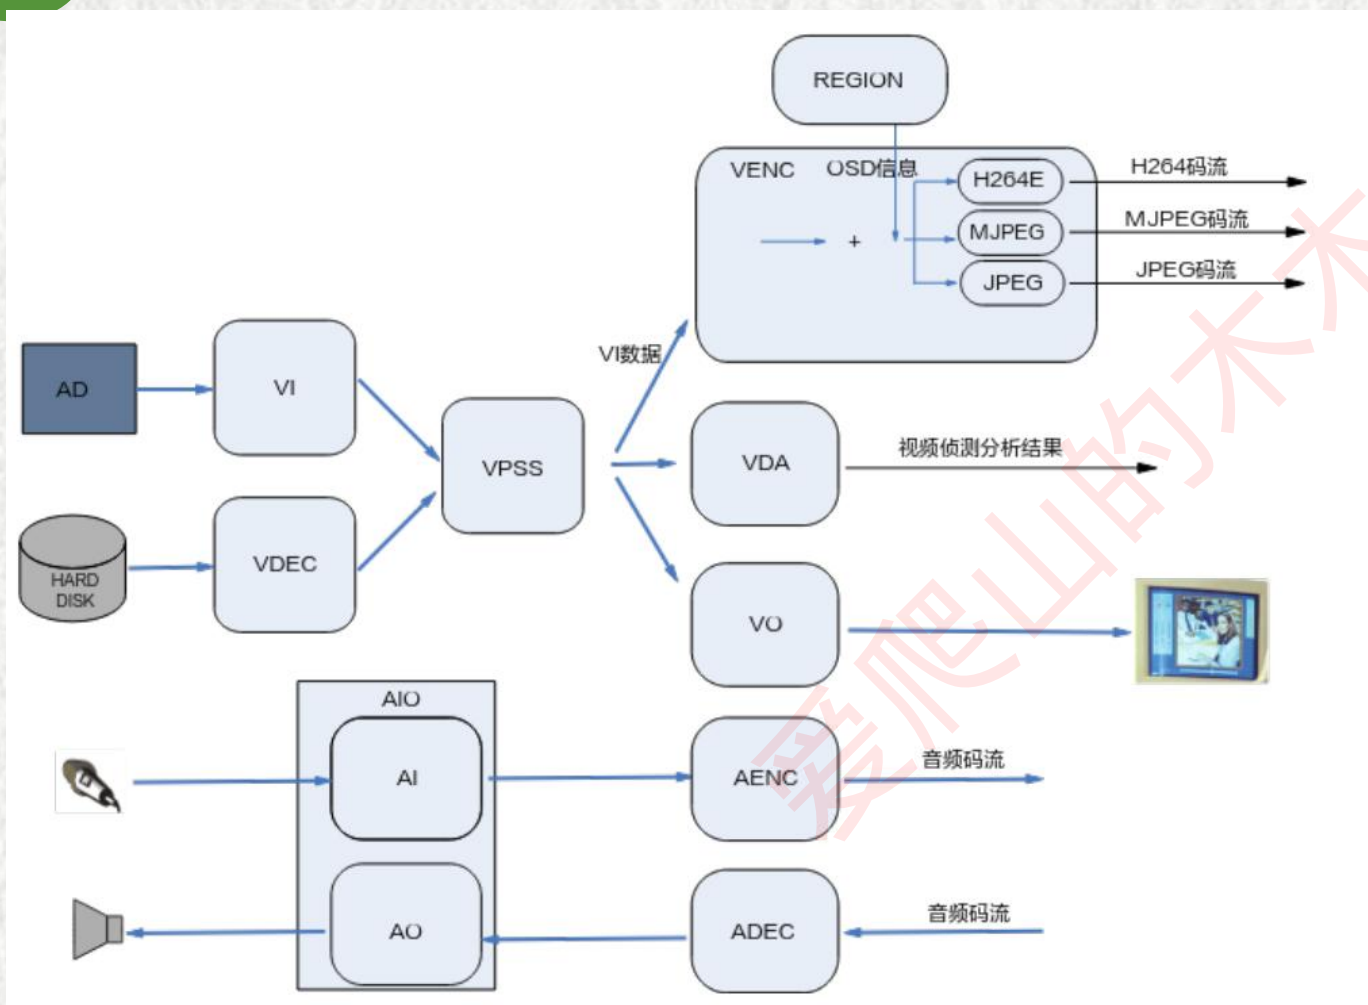 REGION
VENC
OSD信息
H264E
H264码流
MJPEG
MJPEG码流
JPEG
JPEG码流
VI数据
AD
VI
VPSS
VDA
视频侦测分析结果
HARD
DISK
VDEC
VO
AIO
AI
AENC
音频码流
AO
ADEC
音频码流
+
爱爬山的木木